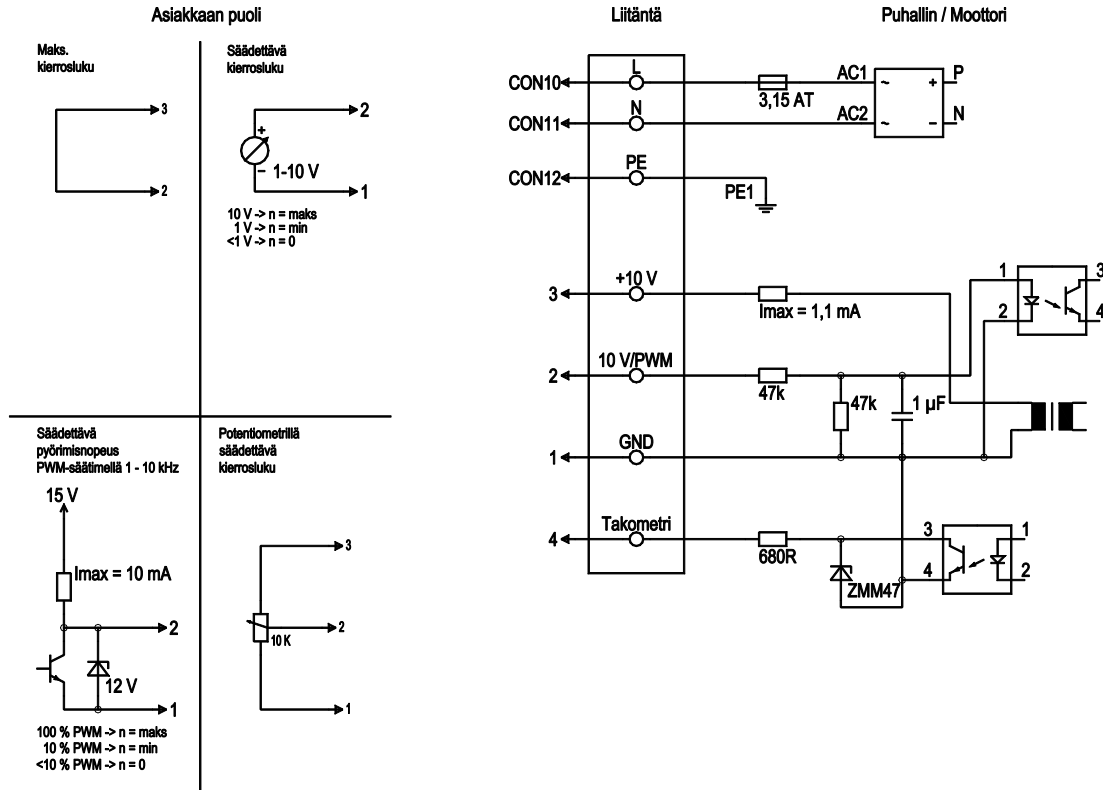 Asiakkaan puoli
Liitäntä
Puhallin / Moottori
Maks.
kierrosluku
3
2
Säädettävä
kierrosluku
2
+
–
1-10 V
1
10 V -> n = maks
1 V -> n = min
<1 V -> n = 0
Säädettävä
pyörimisnopeus
PWM-säätimellä 1 - 10 kHz
15 V
Imax = 10 mA
2
12 V
1
100 % PWM -> n = maks
10 % PWM -> n = min
<10 % PWM -> n = 0
Potentiometrillä
säädettävä
kierrosluku
3
10 K
2
1
CON10
L
3,15 AT
AC1
~
+
P
CON11
N
AC2
~
–
N
CON12
PE
PE1
3
+10 V
Imax = 1,1 mA
1
2
3
4
2
10 V/PWM
47k
47k
1 µF
1
GND
4
Takometri
680R
ZMM47
3
4
1
2